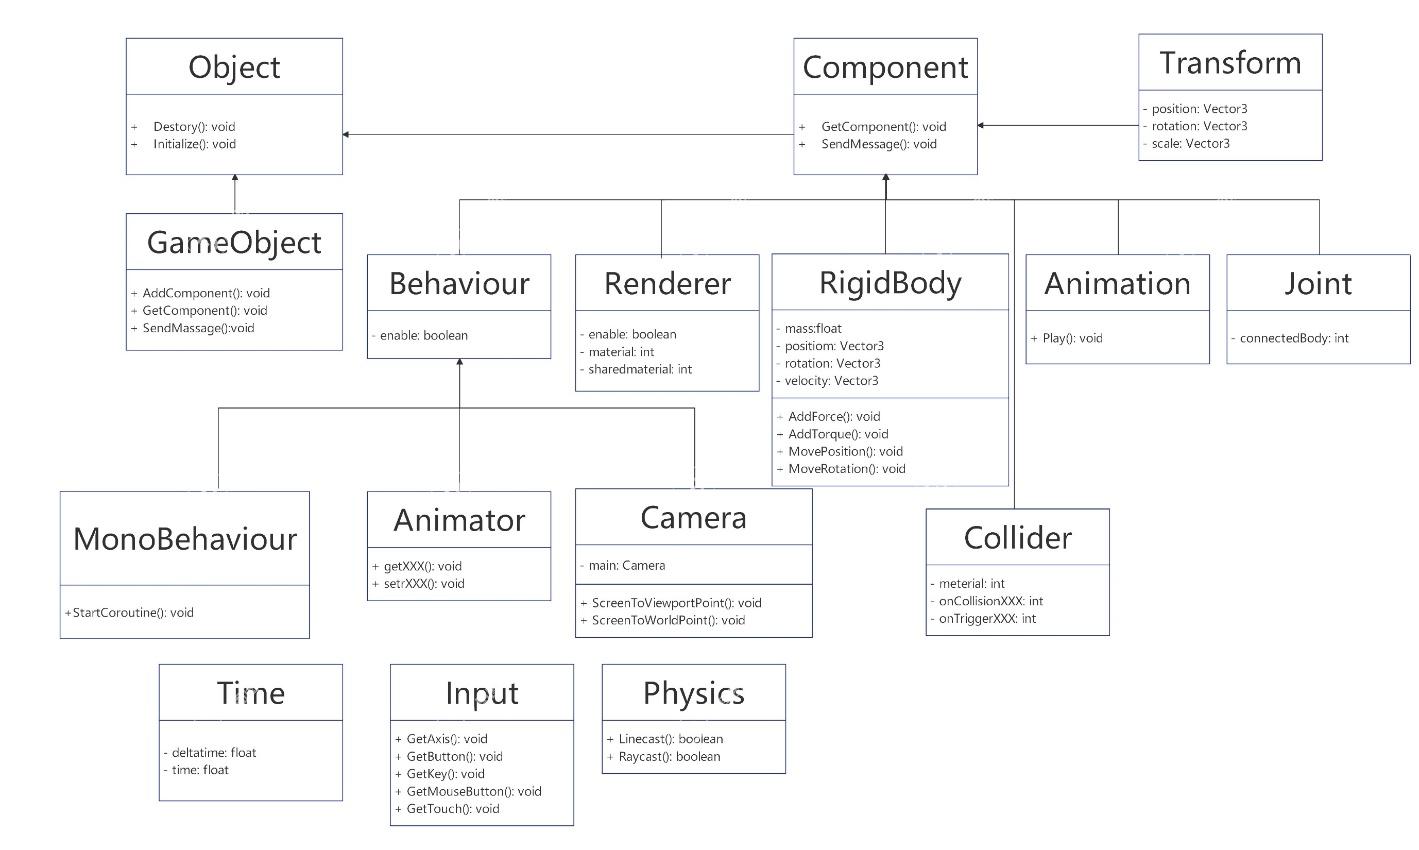 Object
+ Destory(): void
+ Initialize(): void
Component
+ GetComponent(): void
+ SendMessage(): void
Transform
- position: Vector3
- rotation: Vector3
- scale: Vector3
GameObject
+ AddComponent(): void
+ GetComponent(): void
+ SendMassage():void
Behaviour
- enable: boolean
Renderer
- enable: boolean
- material: int
- sharedmaterial: int
RigidBody
- mass:float
- positiom: Vector3
- rotation: Vector3
- velocity: Vector3
+ AddForce(): void
+ AddTorque(): void
+ MovePosition(): void
+ MoveRotation(): void
Animation
+ Play(): void
Joint
- connectedBody: int
MonoBehaviour
+StartCoroutine(): void
Animator
+ getXXX(): void
+ setrXXX(): void
Camera
- main: Camera
+ ScreenToViewportPoint(): void
+ ScreenToWorldPoint(): void
Collider
- meterial: int
- onCollisionXXX: int
- onTriggerXXX: int
Time
- deltatime: float
- time: float
Input
+ GetAxis(): void
+ GetButton(): void
+ GetKey(): void
+ GetMouseButton(): void
+ GetTouch(): void
Physics
+ Linecast(): boolean
+ Raycast(): boolean